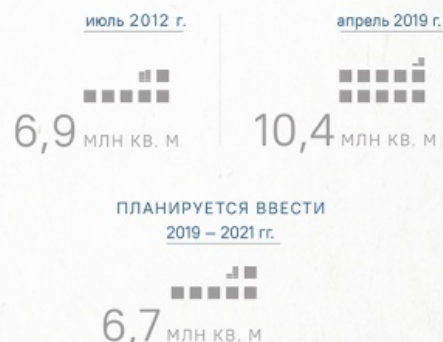 июль 2012 г.
апрель 2019 г.
6,9 млн кв. м
10,4 млн кв. м
ПЛАНИРУЕТСЯ ВВЕСТИ
2019 – 2021 гг.
6,7 млн кв. м